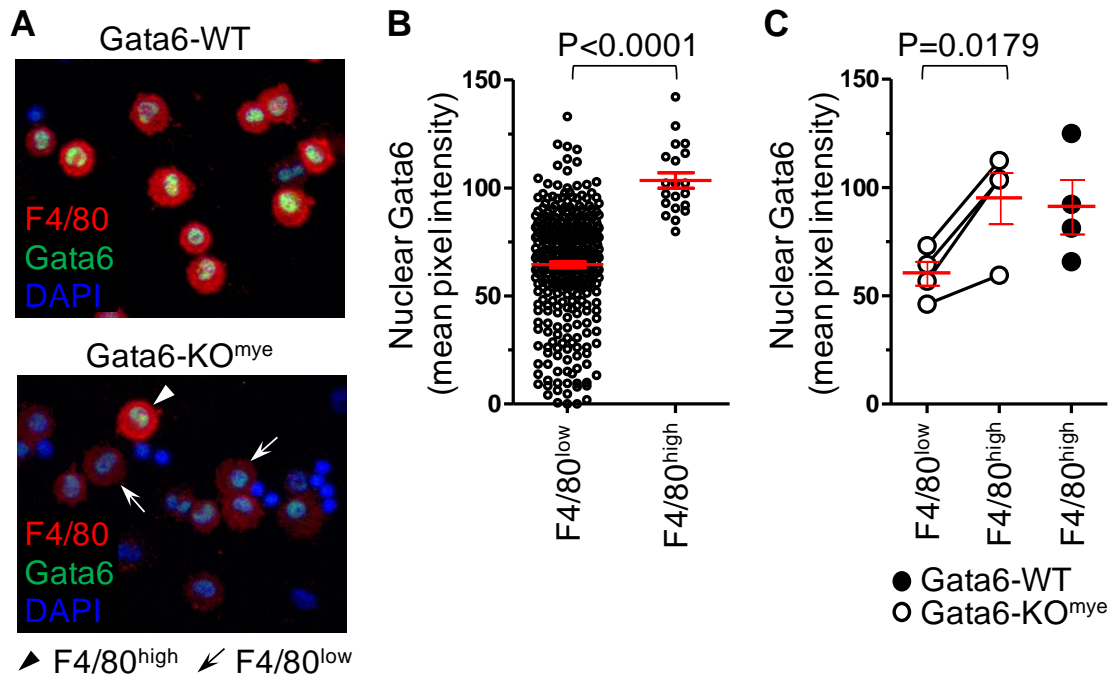 A
Gata6-WT
F4/80
Gata6
DAPI
Gata6-KOmye
F4/80
Gata6
DAPI
F4/80high
F4/80low
B
P<0.0001
Nuclear Gata6
(mean pixel intensity)
150
100
50
0
F4/80low
F4/80high
C
P=0.0179
Nuclear Gata6
(mean pixel intensity)
150
100
50
0
F4/80low
F4/80high
F4/80high
Gata6-WT
Gata6-KOmye